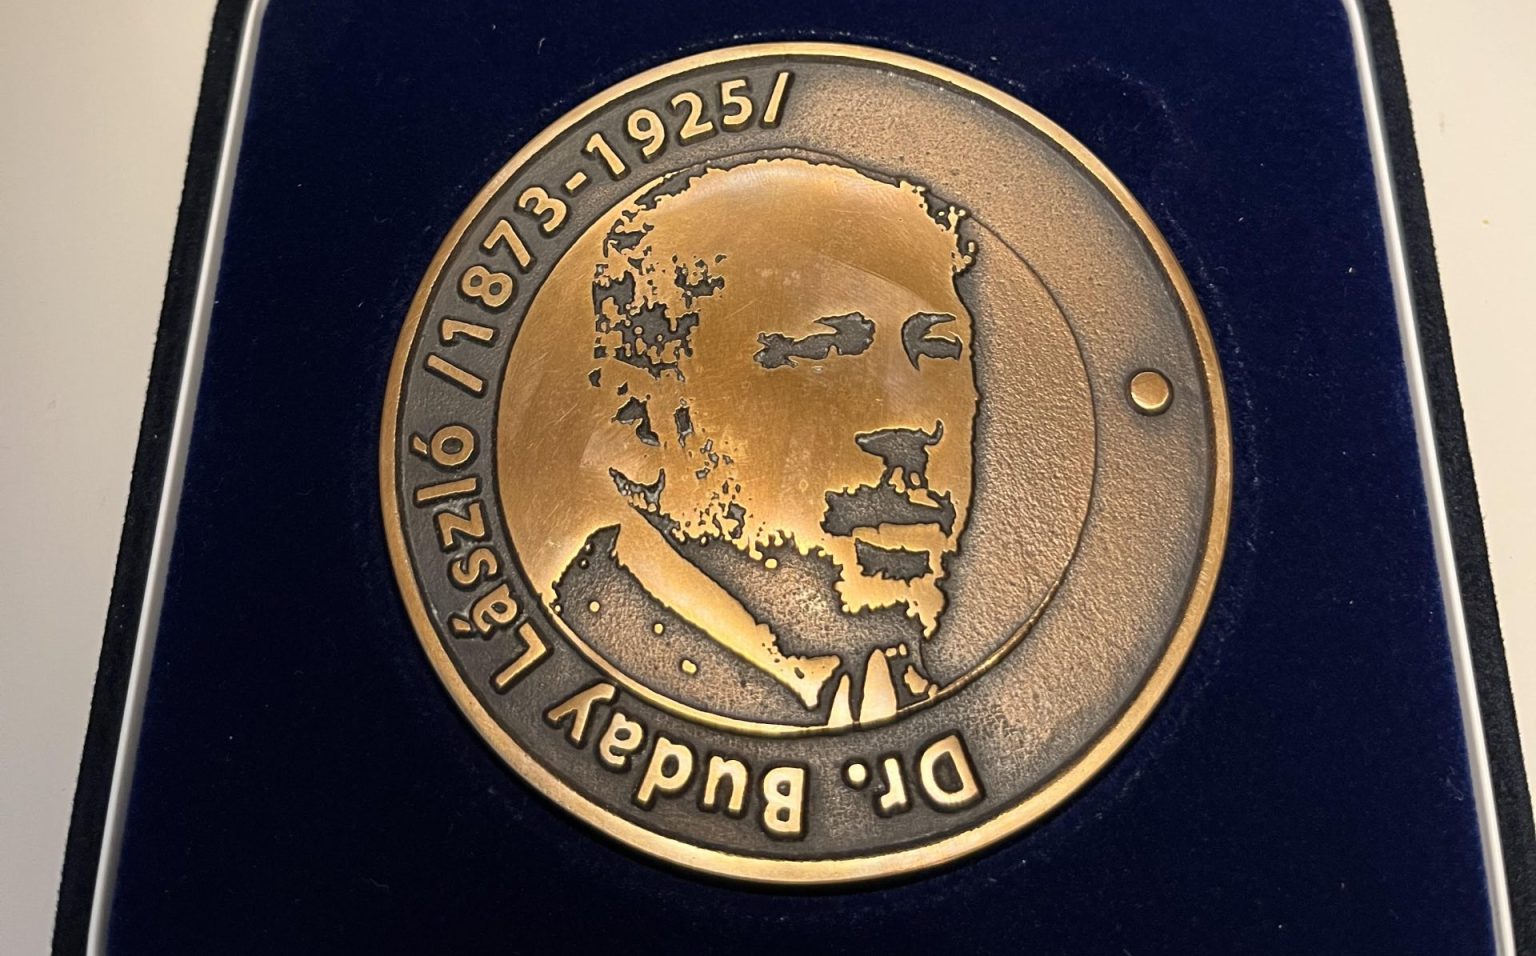 Dr. Buday László /1873-1925/